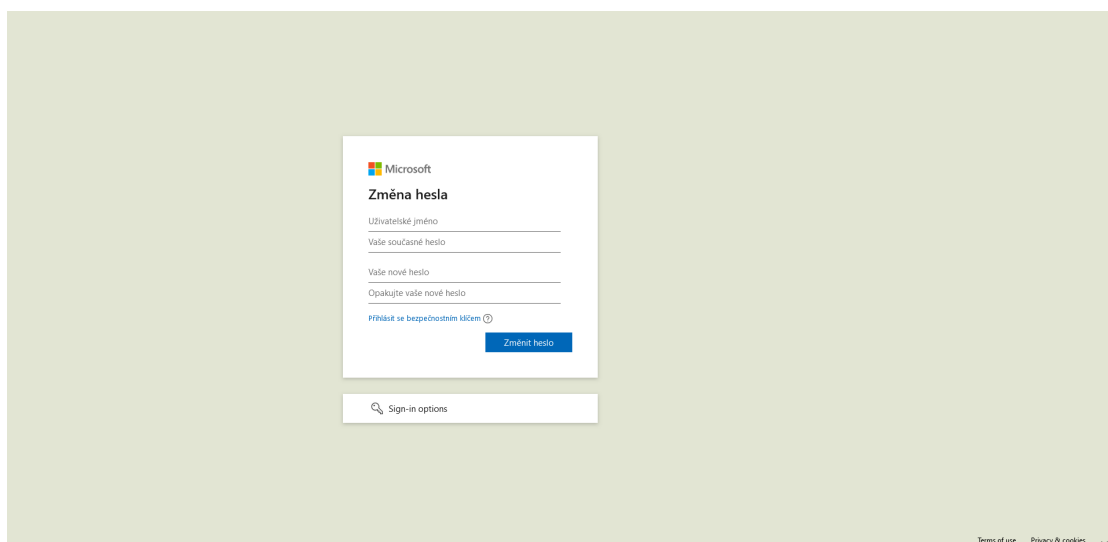 Microsoft
Změna hesla
Uživatelské jméno
Vaše současné heslo
Vaše nové heslo
Opakujte vaše nové heslo
Přihlásit se bezpečnostním klíčem
Změnit heslo
Sign-in options
Terms of use Privacy & cookies